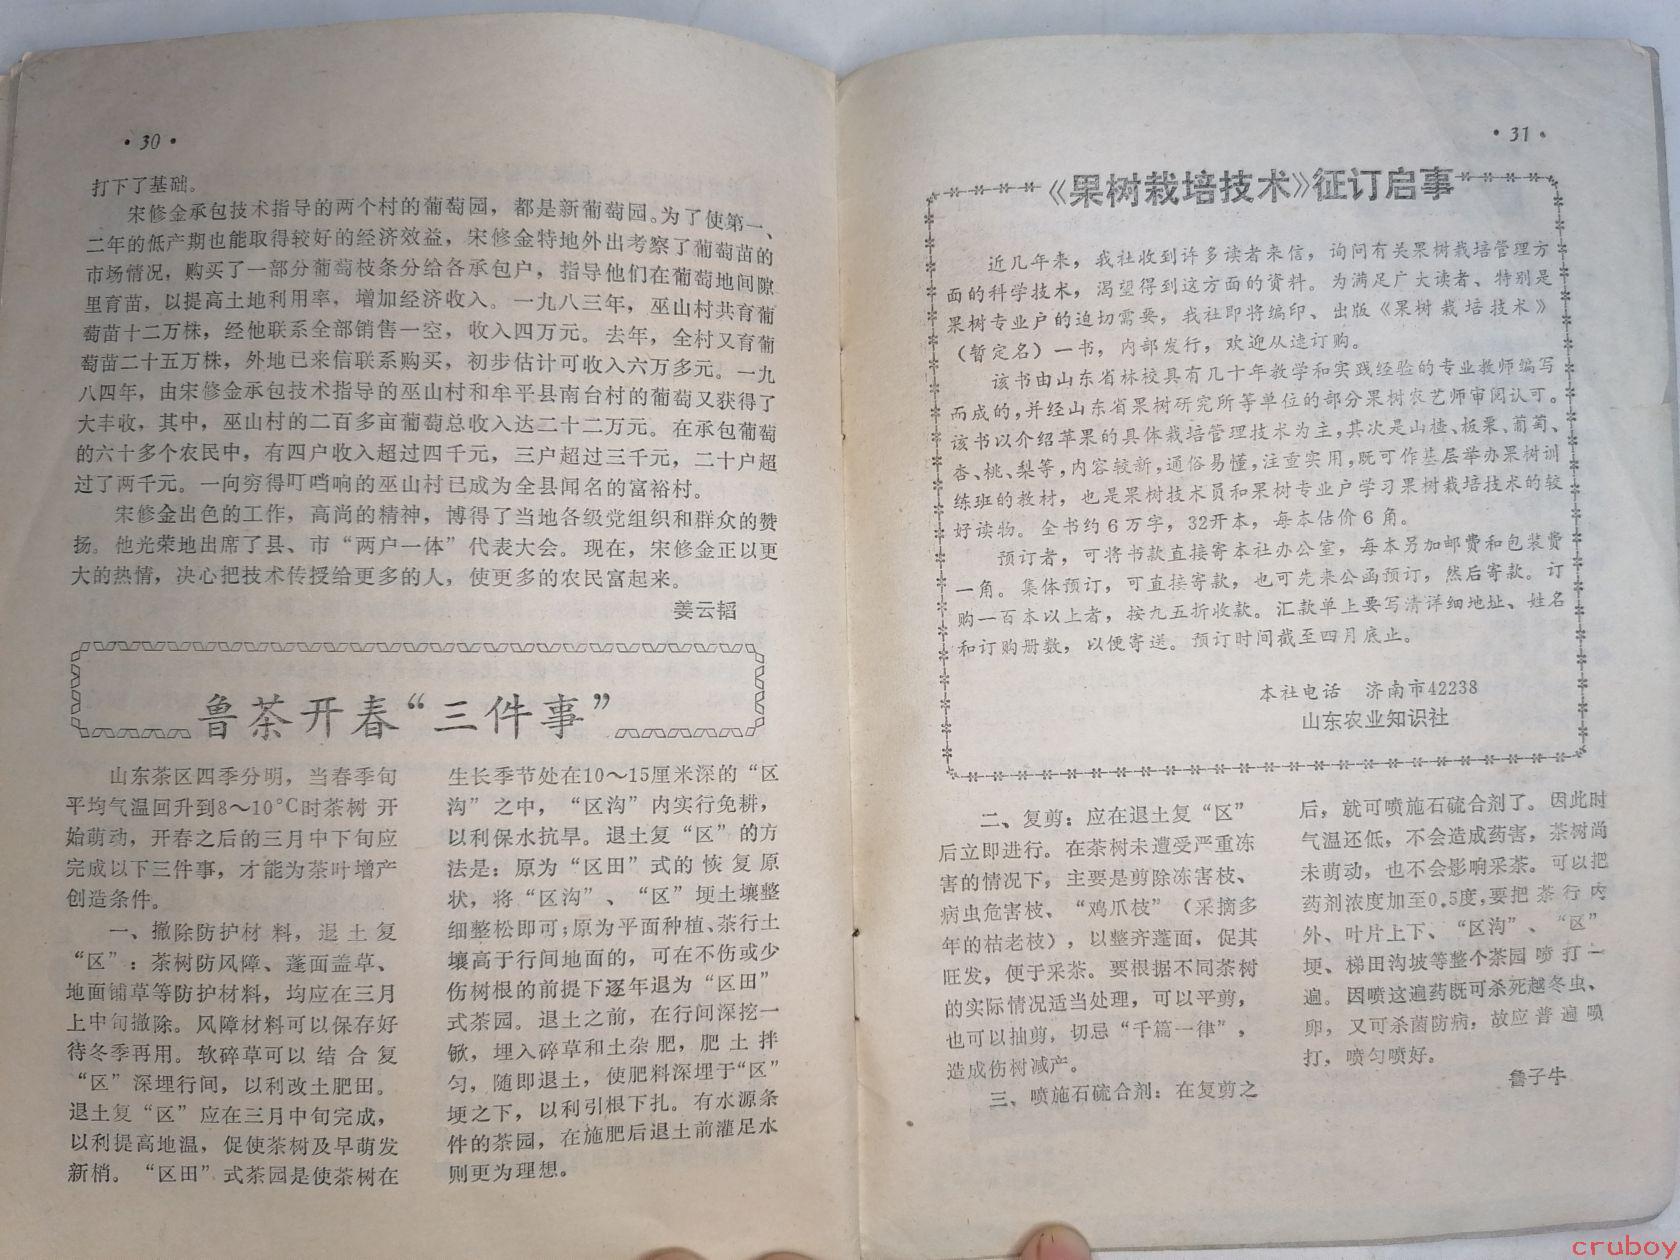 · 30 ·
打下了基础。
宋修金承包技术指导的两个村的葡萄园，都是新葡萄园。为了使第一、
二年的低产期也能取得较好的经济效益，宋修金特地外出考察了葡萄苗的
市场情况，购买了一部分葡萄枝条分给各承包户，指导他们在葡萄地间隙
里育苗，以提高土地利用率，增加经济收入。一九八三年，巫山村共育葡
萄苗十二万株，经他联系全部销售一空，收入四万元。去年，全村又育葡
萄苗二十五万株，外地已来信联系购买，初步估计可收入六万多元。一九
八四年，由宋修金承包技术指导的巫山村和牟平县南台村的葡萄又获得了
大丰收，其中，巫山村的二百多亩葡萄总收入达二十二万元。在承包葡萄
的六十多个农民中，有四户收入超过四千元，三户超过三千元，二十户超
过了两千元。一向穷得叮噹响的巫山村已成为全县闻名的富裕村。
宋修金出色的工作，高尚的精神，博得了当地各级党组织和群众的赞
扬。他光荣地出席了县、市“两户一体”代表大会。现在，宋修金正以更
大的热情，决心把技术传授给更多的人，使更多的农民富起来。
姜云韬
鲁茶开春“三件事”
山东茶区四季分明，当春季旬
平均气温回升到8～10°C时茶树开
始萌动，开春之后的三月中下旬应
完成以下三件事，才能为茶叶增产
创造条件。
一、撤除防护材料，退土复
“区”：茶树防风障、蓬面盖草、
地面铺草等防护材料，均应在三月
上中旬撤除。风障材料可以保存好
待冬季再用。软碎草可以结合复
“区”深埋行间，以利改土肥田。
退土复“区”应在三月中旬完成，
以利提高地温，促使茶树及早萌发
新梢。“区田”式茶园是使茶树在
生长季节处在10～15厘米深的“区
沟”之中，“区沟”内实行免耕，
以利保水抗旱。退土复“区”的方
法是：原为“区田”式的恢复原
状，将“区沟”、“区”埂土壤整
细整松即可；原为平面种植、茶行土
壤高于行间地面的，可在不伤或少
伤树根的前提下逐年退为“区田”
式茶园。退土之前，在行间深挖一
锨，埋入碎草和土杂肥，肥土拌
匀，随即退土，使肥料深埋于“区”
埂之下，以利引根下扎。有水源条
件的茶园，在施肥后退土前灌足水
则更为理想。
· 31 ·
《果树栽培技术》征订启事
近几年来，我社收到许多读者来信，询问有关果树栽培管理方
面的科学技术，渴望得到这方面的资料。为满足广大读者、特别是
果树专业户的迫切需要，我社即将编印、出版《果树栽培技术》
（暂定名）一书，内部发行，欢迎从速订购。
该书由山东省林校具有几十年教学和实践经验的专业教师编写
而成的，并经山东省果树研究所等单位的部分果树农艺师审阅认可。
该书以介绍苹果的具体栽培管理技术为主，其次是山楂、板栗、葡萄、
杏、桃、梨等，内容较新，通俗易懂，注重实用，既可作基层举办果树训
练班的教材，也是果树技术员和果树专业户学习果树栽培技术的较
好读物。全书约6万字，32开本，每本估价6角。
预订者，可将书款直接寄本社办公室，每本另加邮费和包装费
一角。集体预订，可直接寄款，也可先来公函预订，然后寄款。订
购一百本以上者，按九五折收款。汇款单上要写清详细地址、姓名
和订购册数，以便寄送。预订时间截至四月底止。
本社电话　济南市42238
山东农业知识社
二、复剪：应在退土复“区”
后立即进行。在茶树未遭受严重冻
害的情况下，主要是剪除冻害枝、
病虫危害枝、“鸡爪枝”（采摘多
年的枯老枝），以整齐蓬面，促其
旺发，便于采茶。要根据不同茶树
的实际情况适当处理，可以平剪，
也可以抽剪，切忌“千篇一律”，
造成伤树减产。
三、喷施石硫合剂：在复剪之
后，就可喷施石硫合剂了。因此时
气温还低，不会造成药害，茶树尚
未萌动，也不会影响采茶。可以把
药剂浓度加至0.5度，要把茶行内
外、叶片上下、“区沟”、“区”
埂、梯田沟坡等整个茶园喷打一
遍。因喷这遍药既可杀死越冬虫、
卵，又可杀菌防病，故应普遍喷
打，喷匀喷好。
鲁子牛
cruboy